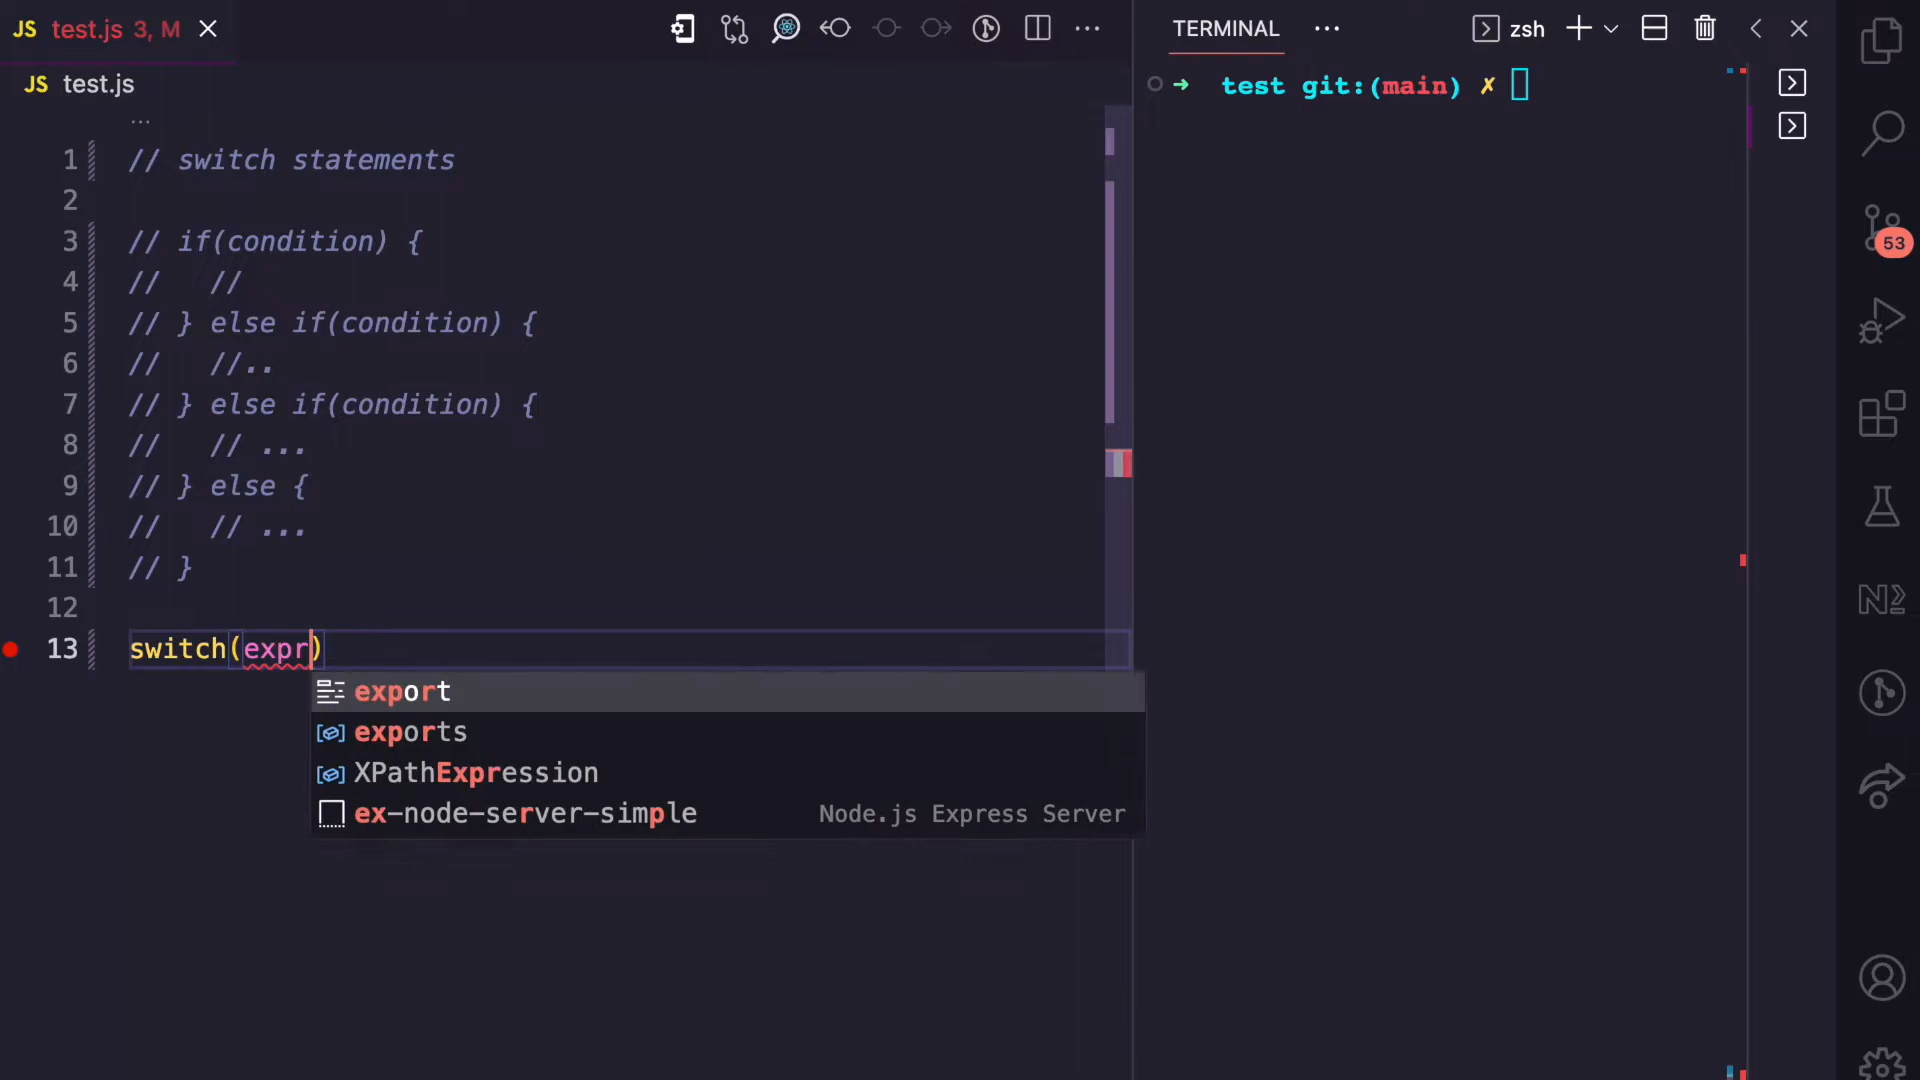 JS test.js 3, M
TERMINAL ...
zsh
JS test.js
test git:(main) ✗
...
1 // switch statements
2
3 // if(condition) {
4 // //
5 // } else if(condition) {
6 // //..
7 // } else if(condition) {
8 // // ...
9 // } else {
10 // // ...
11 // }
12
13 switch(expr)
export
exports
XPathExpression
ex-node-server-simple Node.js Express Server
53